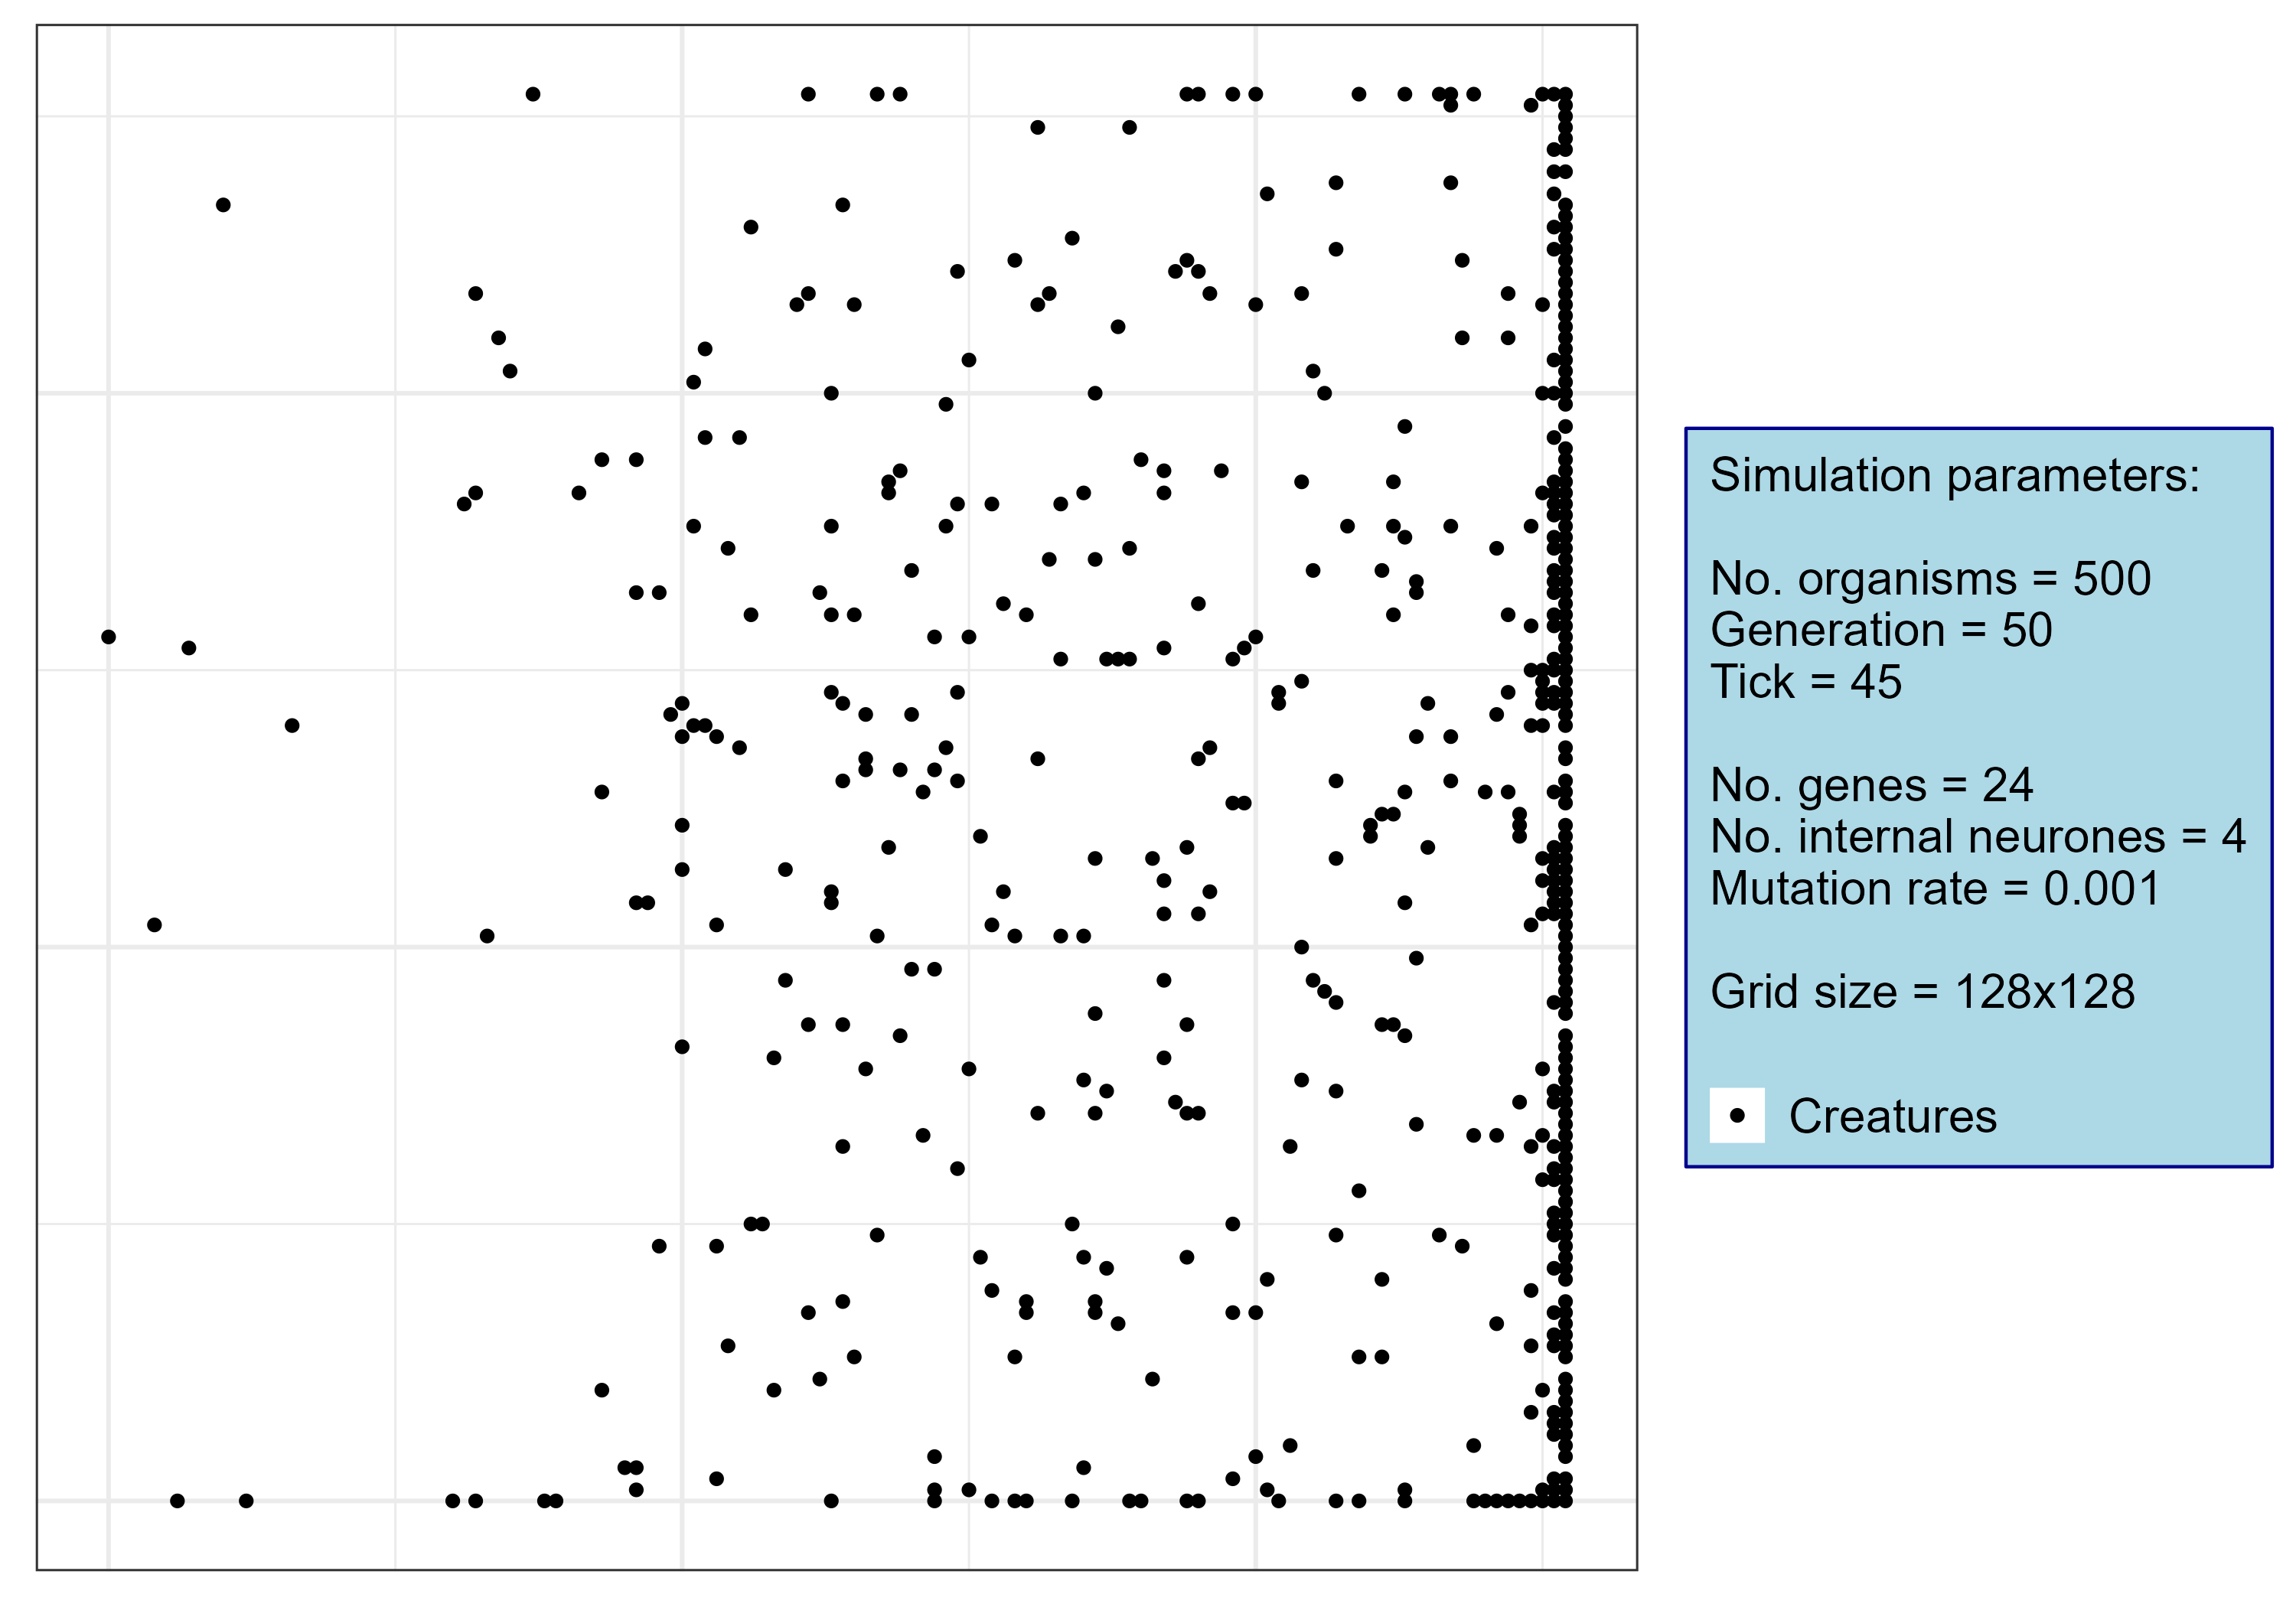 Simulation parameters:
No. organisms = 500
Generation = 50
Tick = 45
No. genes = 24
No. internal neurones = 4
Mutation rate = 0.001
Grid size = 128x128
Creatures